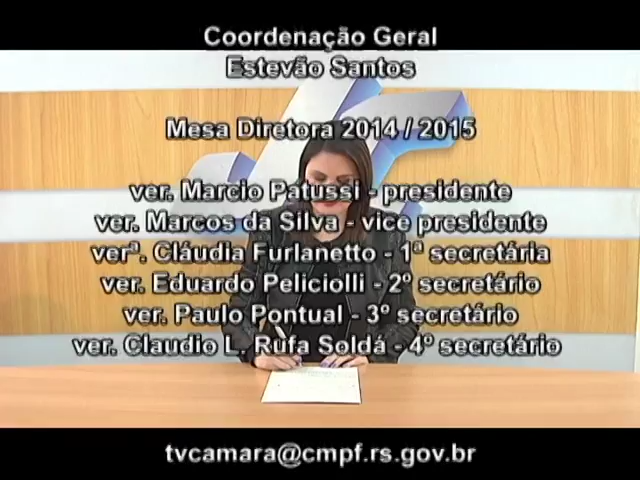 Coordenação Geral
Estevão Santos
Mesa Diretora 2014 / 2015
ver. Marcio Patussi - presidente
ver. Marcos da Silva - vice presidente
verª. Cláudia Furlanetto - 1ª secretária
ver. Eduardo Peliciolli - 2º secretário
ver. Paulo Pontual - 3º secretário
ver. Claudio L. Rufa Soldá - 4º secretário
tvcamara@cmpf.rs.gov.br